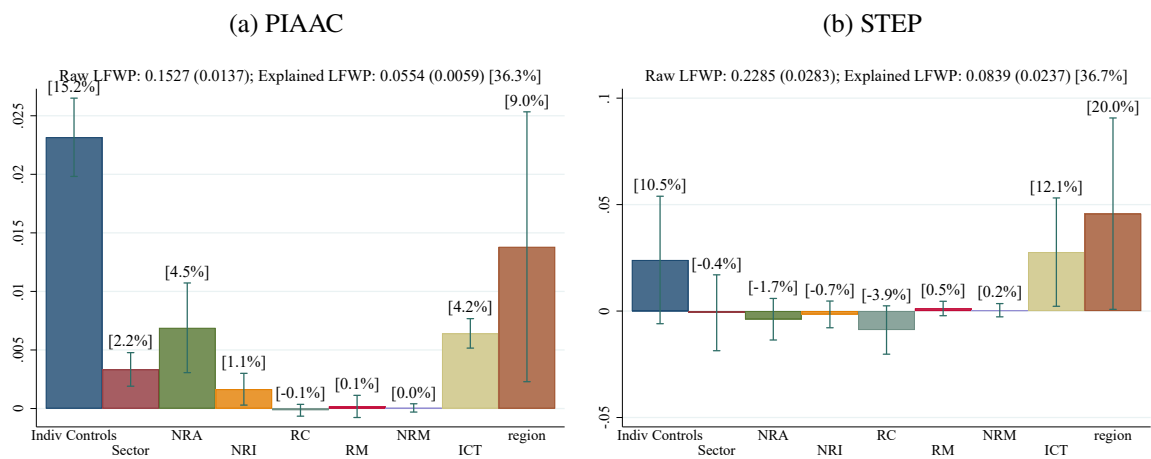 (a) PIAAC
Raw LFWP: 0.1527 (0.0137); Explained LFWP: 0.0554 (0.0059) [36.3%]
[15.2%]
[9.0%]
[4.5%]
[4.2%]
[2.2%]
[1.1%]
[-0.1%]
[0.1%]
[0.0%]
.025
.02
.015
.01
.005
0
Indiv Controls
Sector
NRA
NRI
RC
RM
NRM
ICT
region
(b) STEP
Raw LFWP: 0.2285 (0.0283); Explained LFWP: 0.0839 (0.0237) [36.7%]
[20.0%]
[10.5%]
[12.1%]
[-0.4%]
[-1.7%]
[-0.7%]
[-3.9%]
[0.5%]
[0.2%]
.1
.05
0
-.05
Indiv Controls
Sector
NRA
NRI
RC
RM
NRM
ICT
region